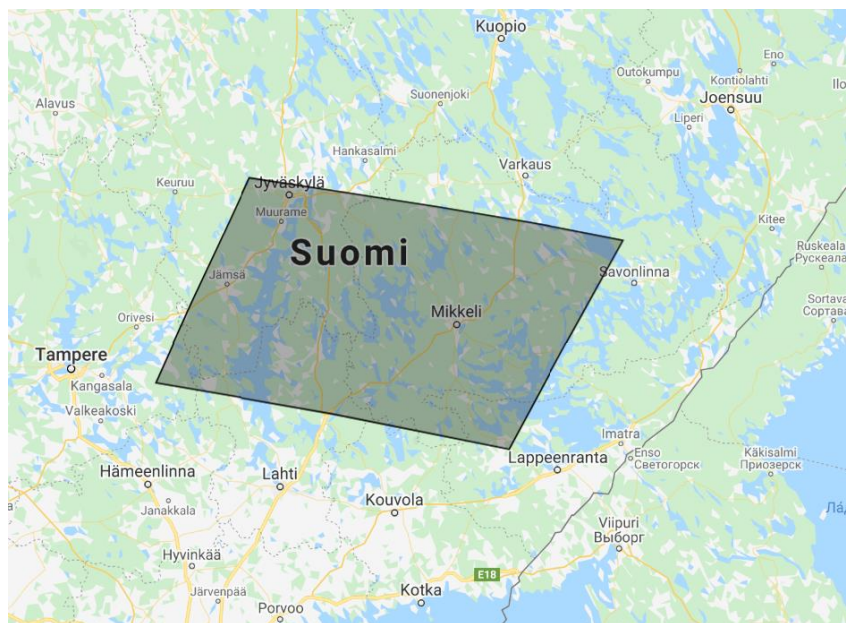 Kuopio
Eno
Outokumpu
Kontiolahti
Alavus
Suonenjoki
Joensuu
Liperi
Hankasalmi
Varkaus
Keuruu
Jyväskylä
Muurame
Kitee
Suomi
Ruskeala
Рускеала
Savonlinna
Jämsä
Sortava
Сортава
Orivesi
Mikkeli
Tampere
Kangasala
Valkeakoski
Imatra
Lappeenranta
Enso
Светогорск
Käkisalmi
Приозерск
Hämeenlinna
Lahti
Kouvola
Janakkala
Viipuri
Выборг
Hyvinkää
E18
Järvenpää
Kotka
Porvoo